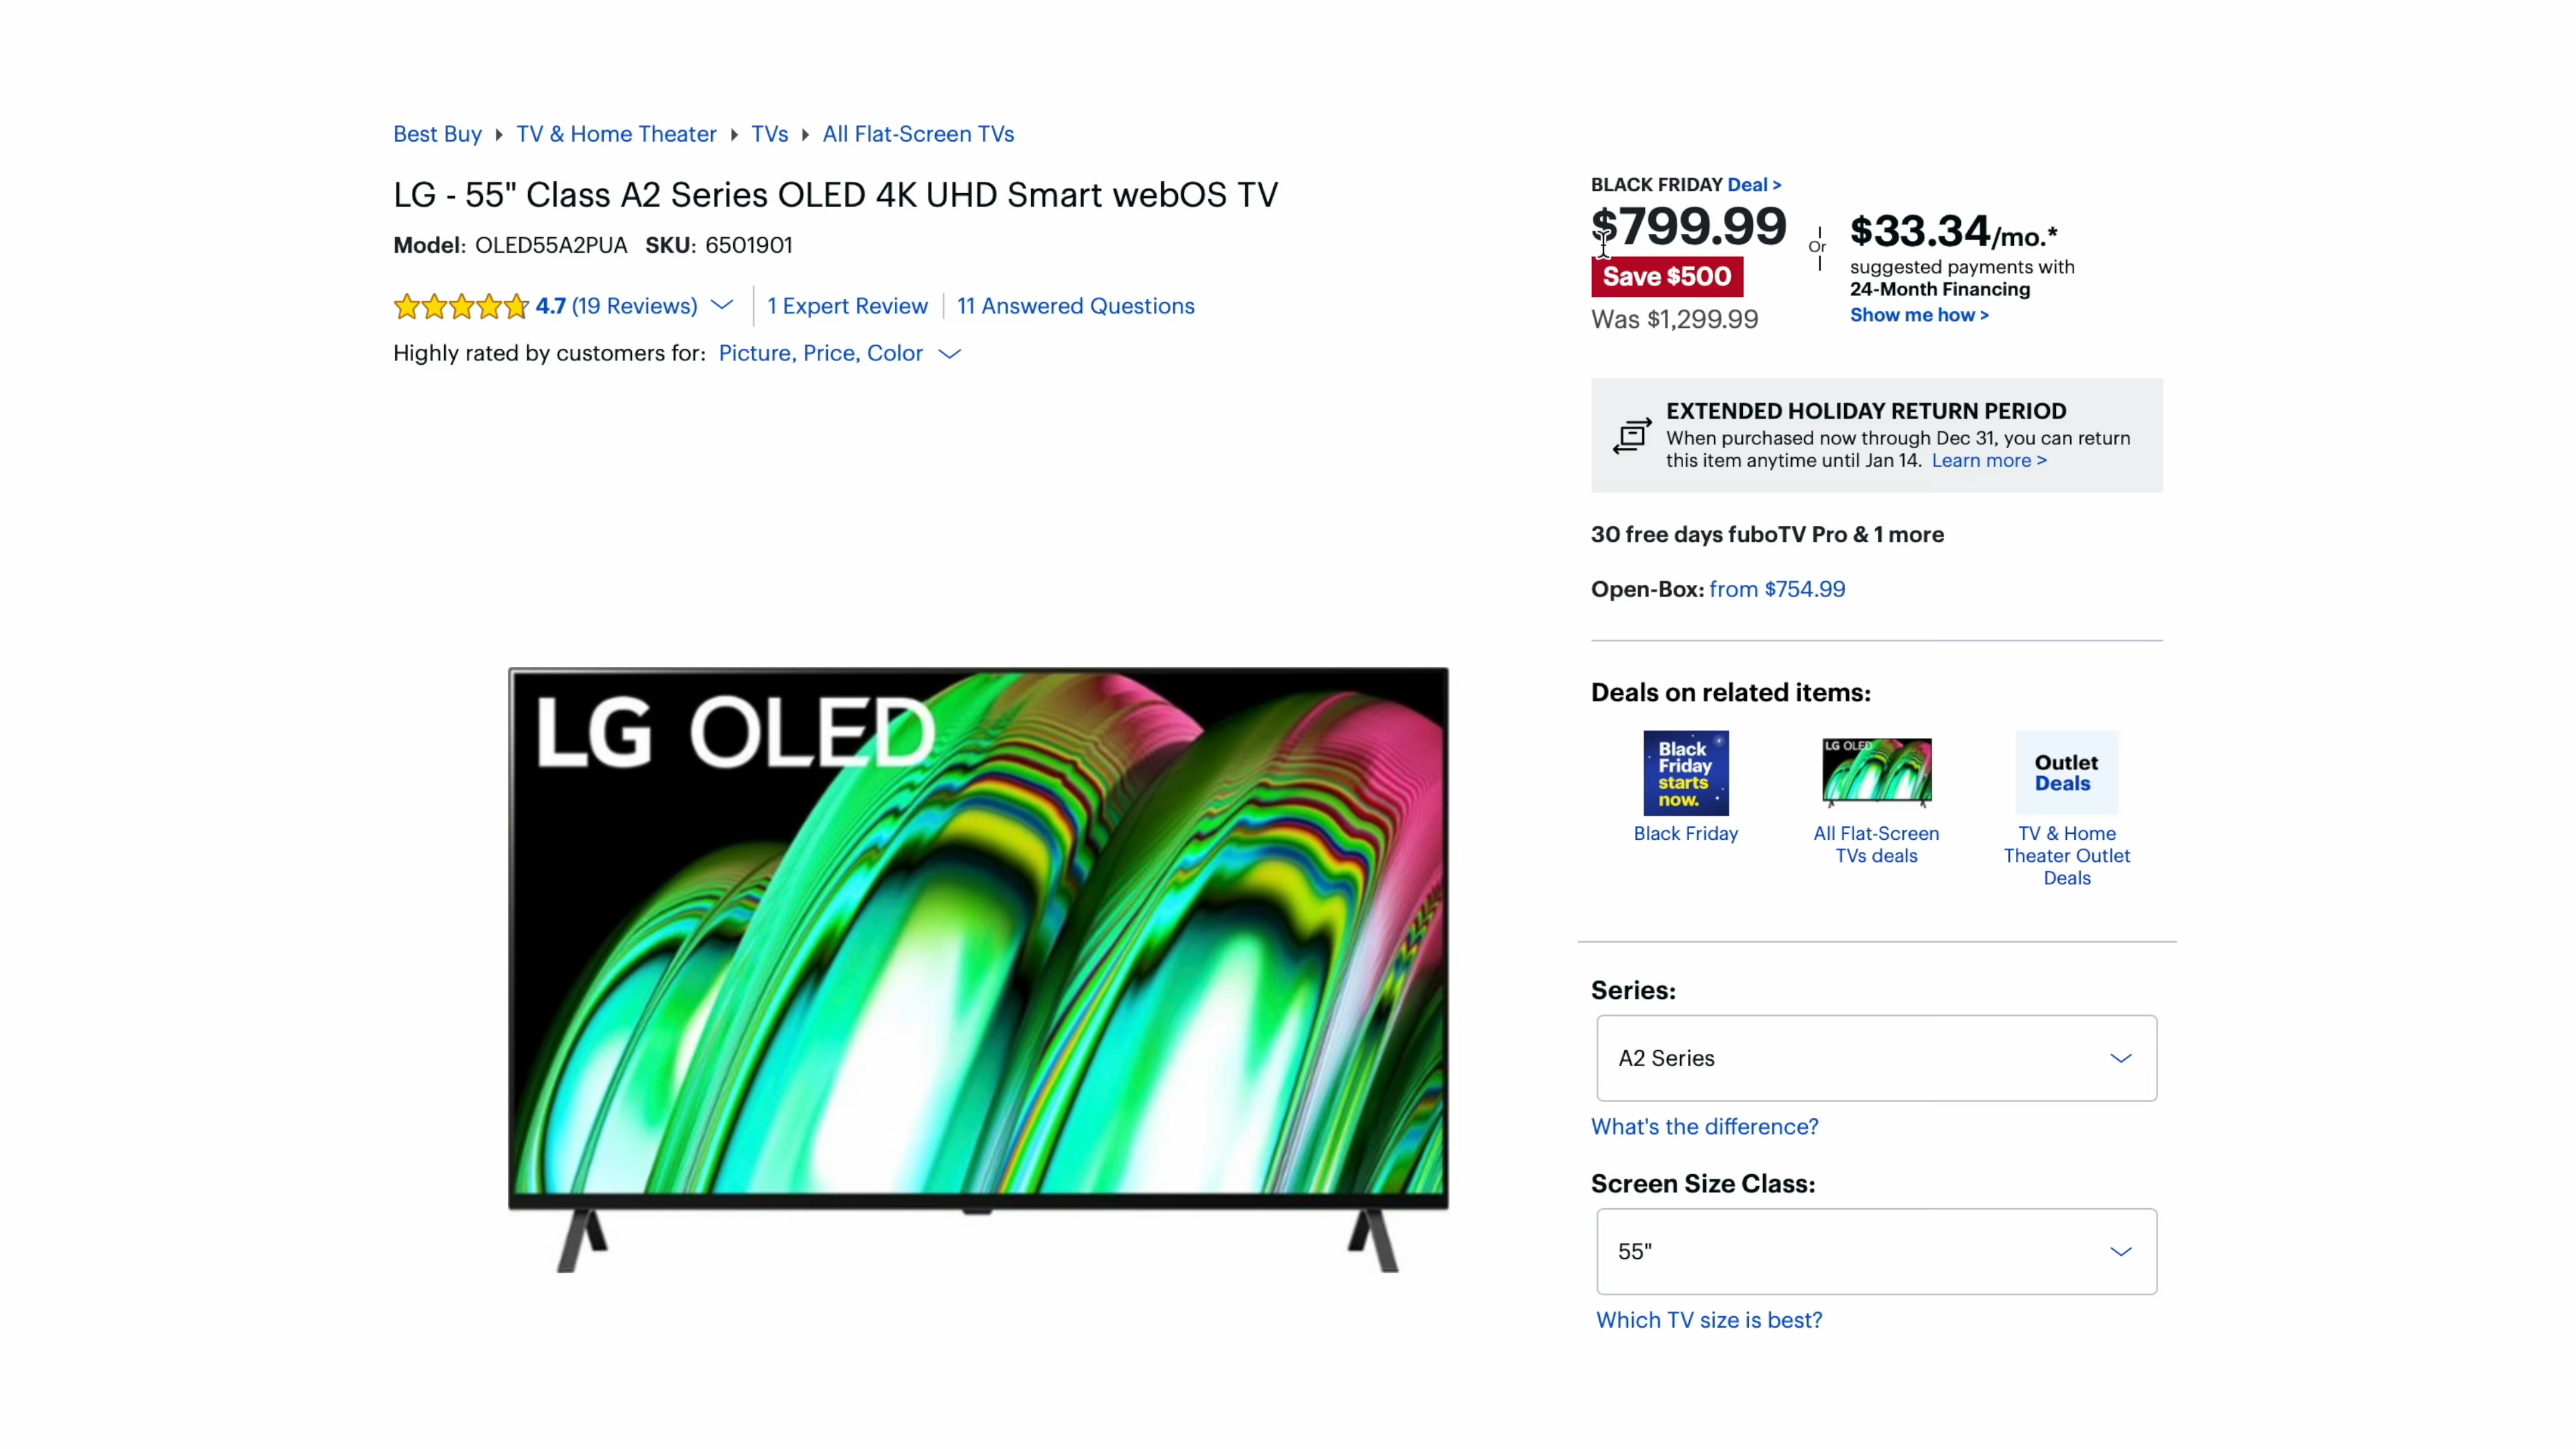 Best Buy TV & Home Theater TVs All Flat-Screen TVs
LG - 55" Class A2 Series OLED 4K UHD Smart webOS TV
Model: OLED55A2PUA SKU: 6501901
4.7 (19 Reviews) 1 Expert Review 11 Answered Questions
Highly rated by customers for: Picture, Price, Color
LG OLED
BLACK FRIDAY Deal >
$799.99
Save $500
Was $1,299.99
Or
$33.34/mo.*
suggested payments with
24-Month Financing
Show me how >
EXTENDED HOLIDAY RETURN PERIOD
When purchased now through Dec 31, you can return
this item anytime until Jan 14. Learn more >
30 free days fuboTV Pro & 1 more
Open-Box: from $754.99
Deals on related items:
Black
Friday
starts
now.
Black Friday
LG OLED
All Flat-Screen
TVs deals
Outlet
Deals
TV & Home
Theater Outlet
Deals
Series:
A2 Series
What's the difference?
Screen Size Class:
55"
Which TV size is best?